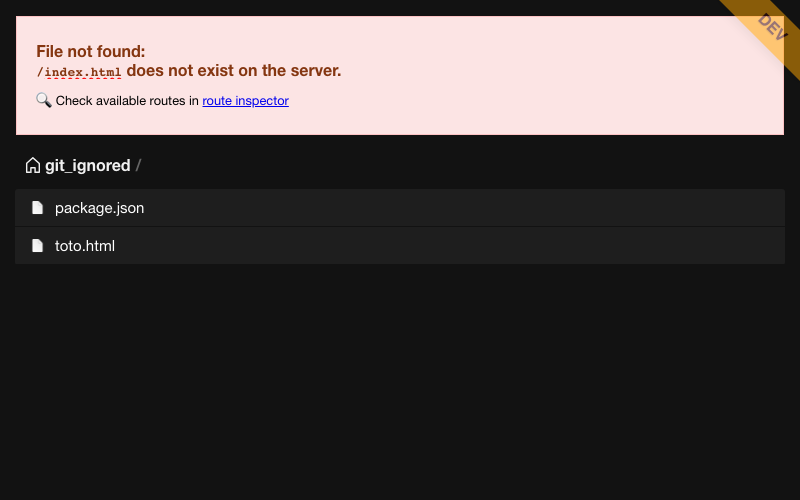 DEV
File not found:
/index.html does not exist on the server.
🔍 Check available routes in route inspector
git_ignored /
package.json
toto.html